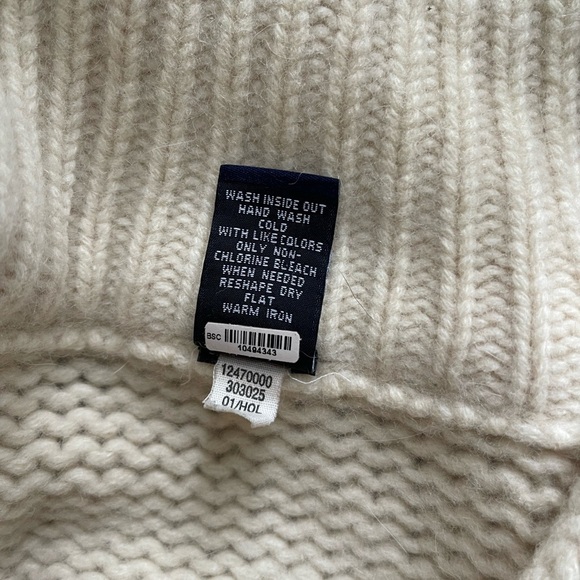 WASH INSIDE OUT
HAND WASH
COLD
WITH LIKE COLORS
ONLY NON-
CHLORINE BLEACH
WHEN NEEDED
RESHAPE DRY
FLAT
WARM IRON
BSC
10494343
12470000
303025
01/HOL